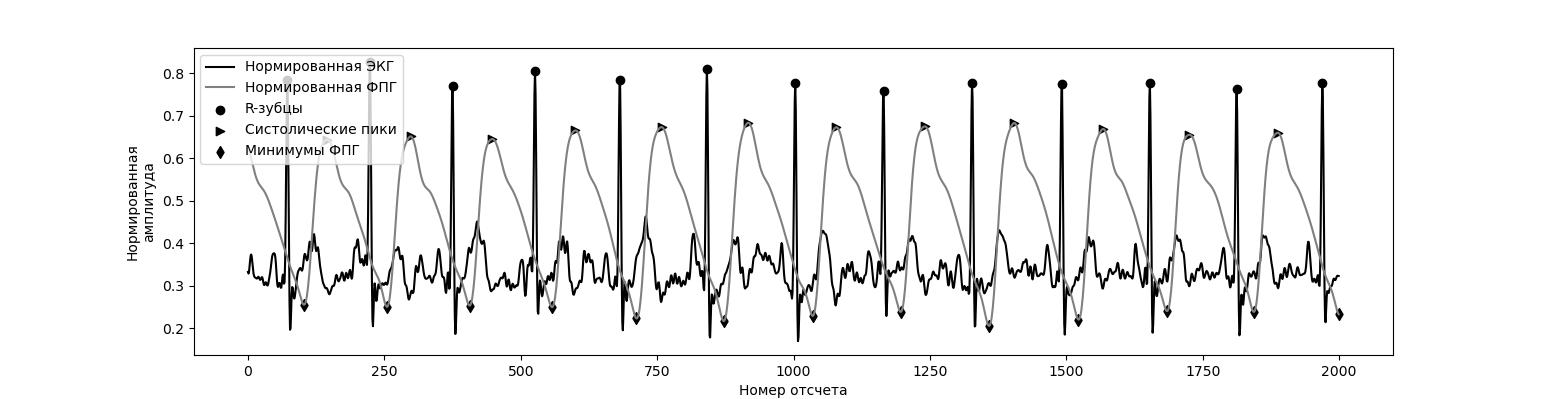 Нормированная ЭКГ
Нормированная ФПГ
R-зубцы
Систолические пики
Минимумы ФПГ
Нормированная
амплитуда
0.8
0.7
0.6
0.5
0.4
0.3
0.2
0 250 500 750 1000 1250 1500 1750 2000
Номер отсчета